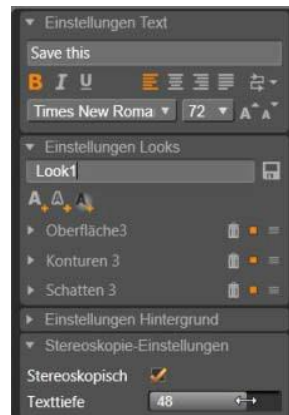 Einstellungen Text
Save this
B I U
Times New Roma 72 A A
Einstellungen Looks
Look1
A A A
Oberfläche3
Konturen 3
Schatten 3
Einstellungen Hintergrund
Stereoskopie-Einstellungen
Stereoskopisch
Texttiefe 48